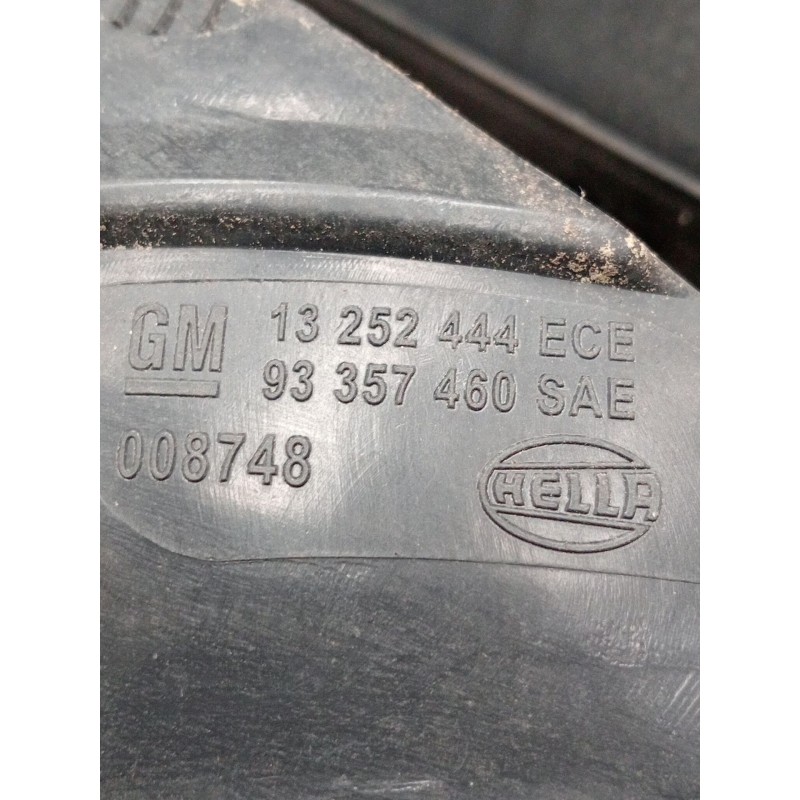 GM 13 252 444 ECE
93 357 460 SAE
008748
HELLA